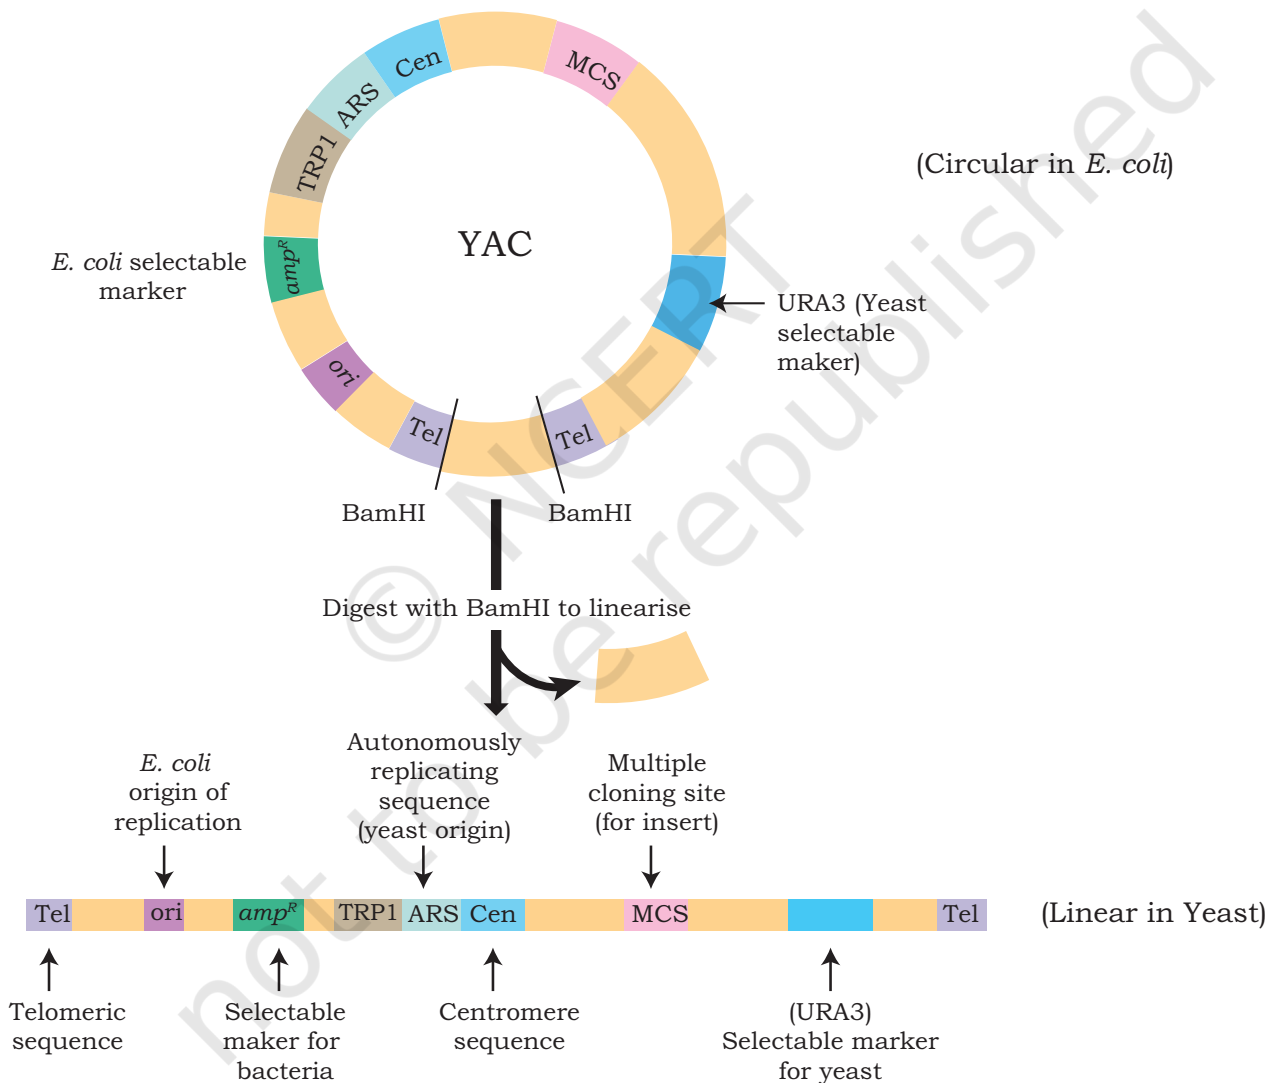 Cen
MCS
ARS
TRP1
(Circular in E. coli)
YAC
E. coli selectable
marker
amp^R
URA3 (Yeast
selectable
maker)
ori
Tel
Tel
BamHI
BamHI
Digest with BamHI to linearise
E. coli
origin of
replication
Autonomously
replicating
sequence
(yeast origin)
Multiple
cloning site
(for insert)
Tel
ori
amp^R
TRP1
ARS
Cen
MCS
Tel
(Linear in Yeast)
Telomeric
sequence
Selectable
maker for
bacteria
Centromere
sequence
(URA3)
Selectable marker
for yeast
© NCERT
not to be republished